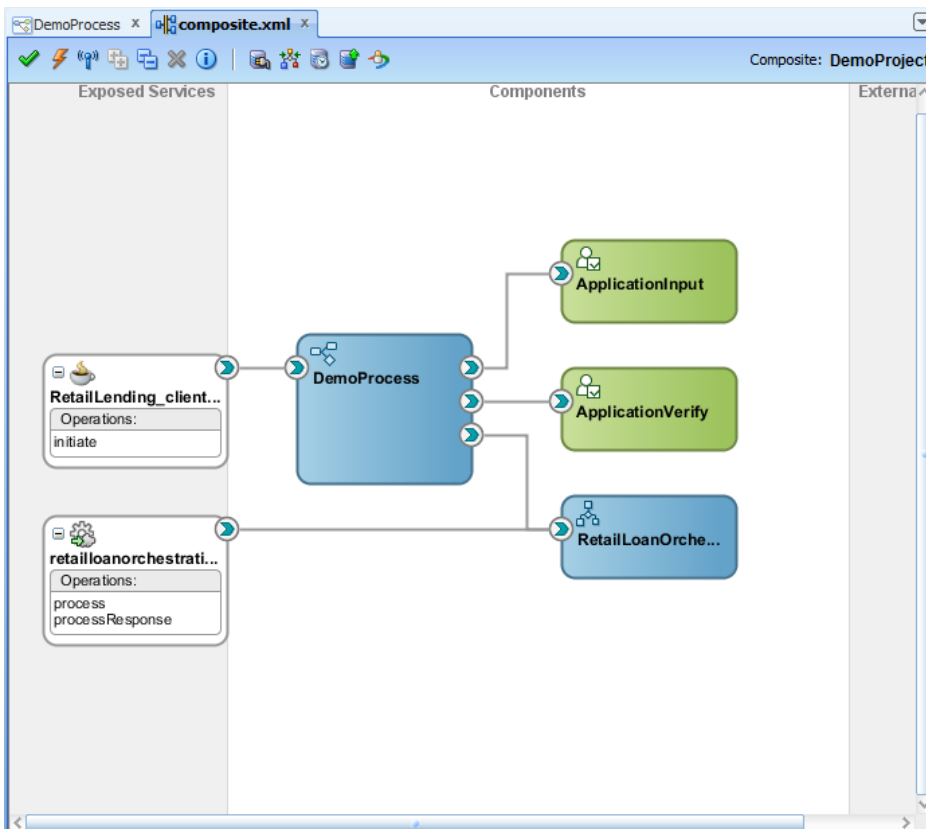 DemoProcess x composite.xml x
Composite: DemoProject
Exposed Services Components Externa
ApplicationInput
DemoProcess
RetailLending_client...
Operations:
initiate
ApplicationVerify
retailloanorchestrati...
Operations:
process
processResponse
RetailLoanOrche...